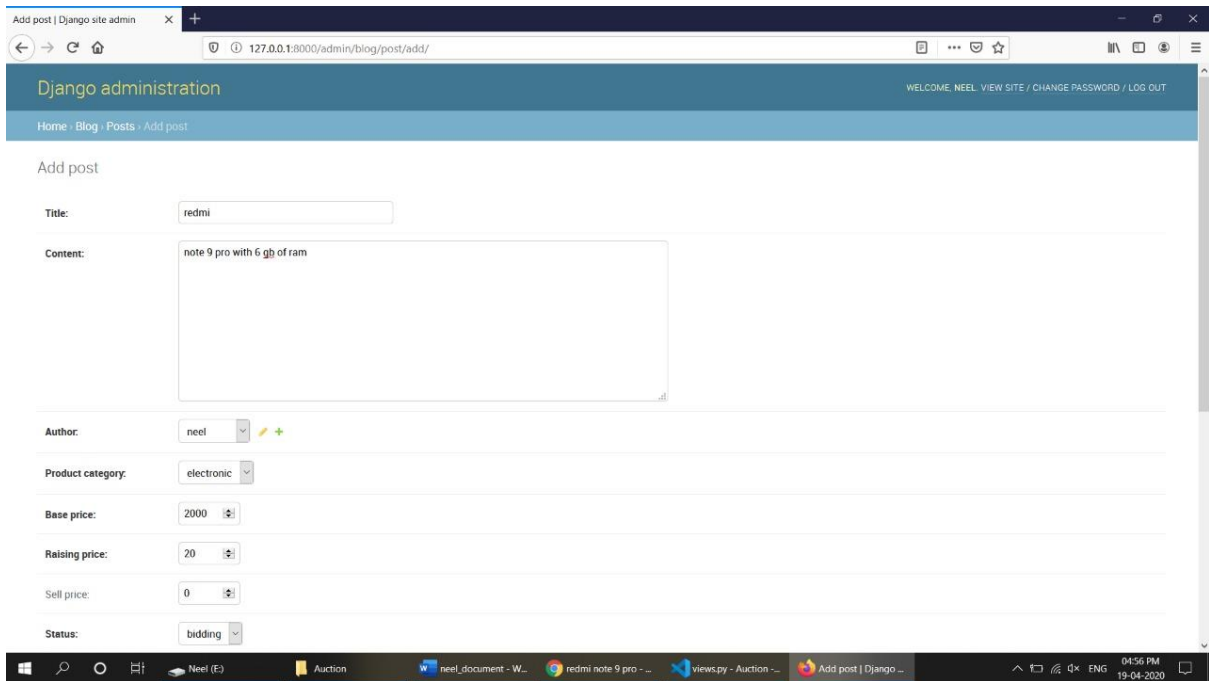 Add post | Django site admin
127.0.0.1:8000/admin/blog/post/add/
Django administration
WELCOME, NEEL. VIEW SITE / CHANGE PASSWORD / LOG OUT
Home › Blog › Posts › Add post
Add post
Title: redmi
Content: note 9 pro with 6 gb of ram
Author: neel
Product category: electronic
Base price: 2000
Raising price: 20
Sell price: 0
Status: bidding
Neel (E:) Auction neel_document - W... redmi note 9 pro - ... views.py - Auction -... Add post | Django ... ENG 04:56 PM
19-04-2020